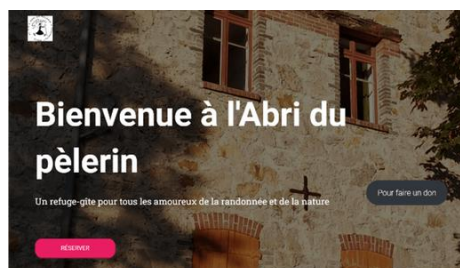 Bienvenue à l'Abri du
pèlerin
Pour faire un don
Un refuge-gîte pour tous les amoureux de la randonnée et de la nature
RÉSERVER